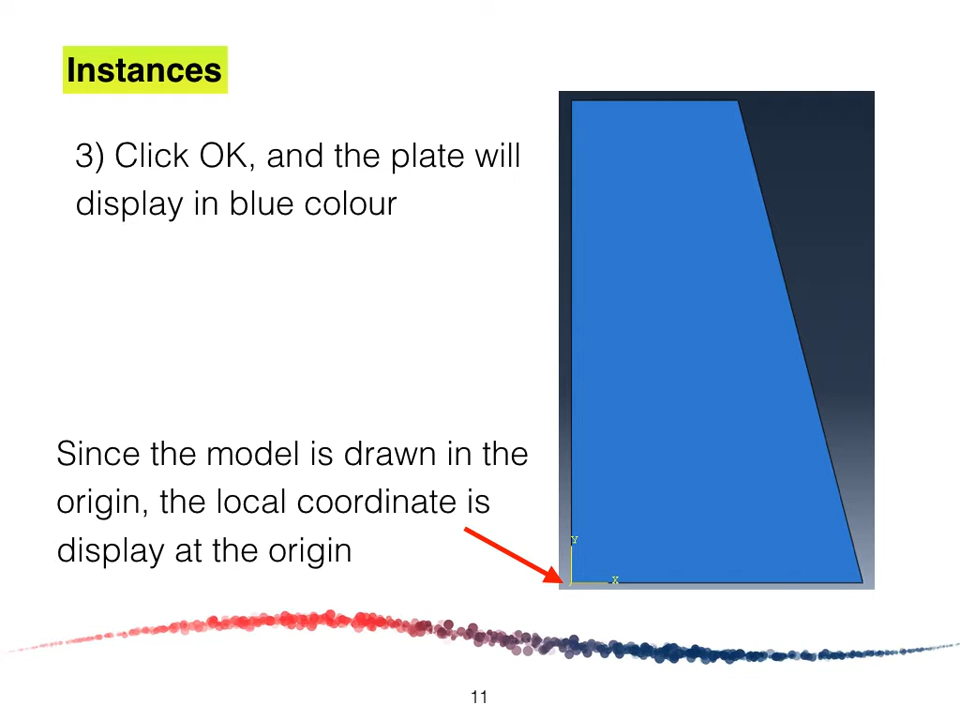 Instances
3) Click OK, and the plate will
display in blue colour
Since the model is drawn in the
origin, the local coordinate is
display at the origin
Y
X
11